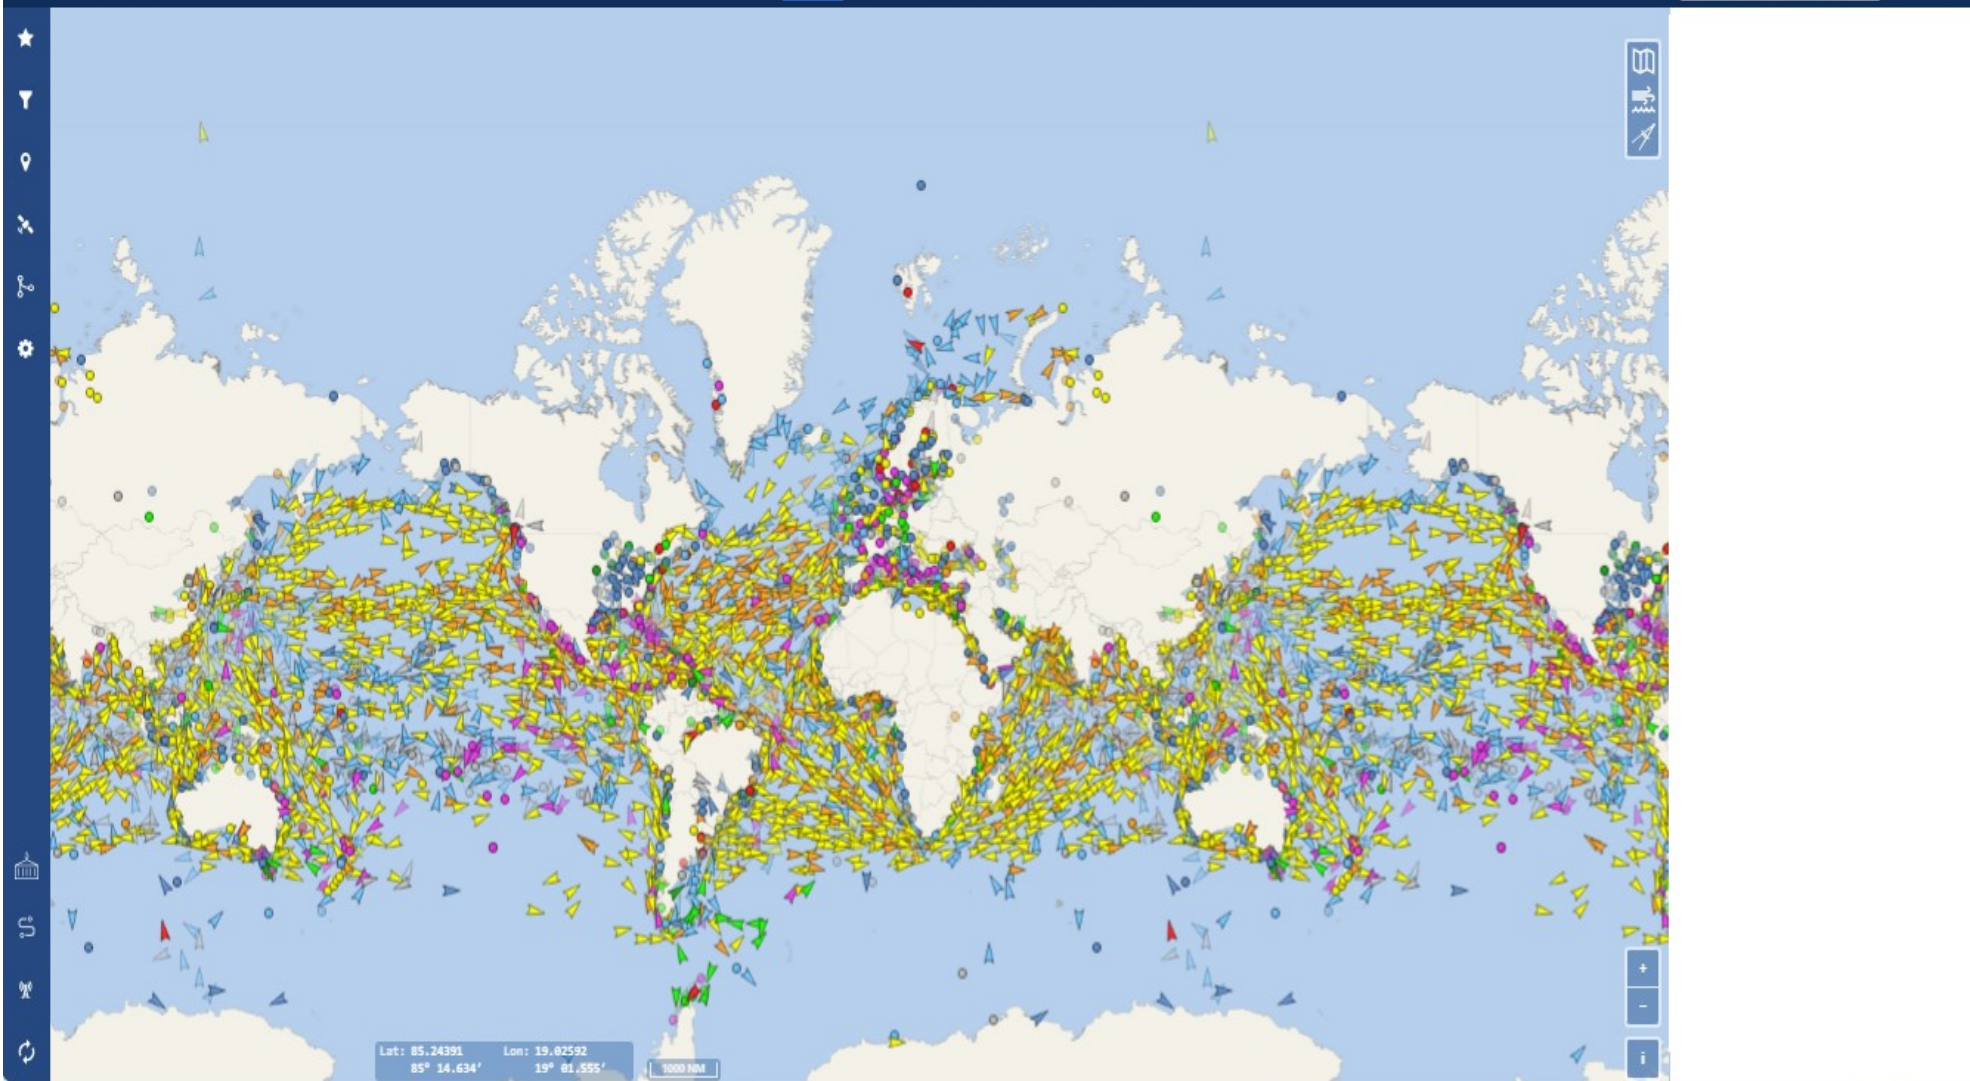 +
−
Lat: 85.24391 Lon: 19.02592
85° 14.634′ 19° 01.555′
1000 NM
i